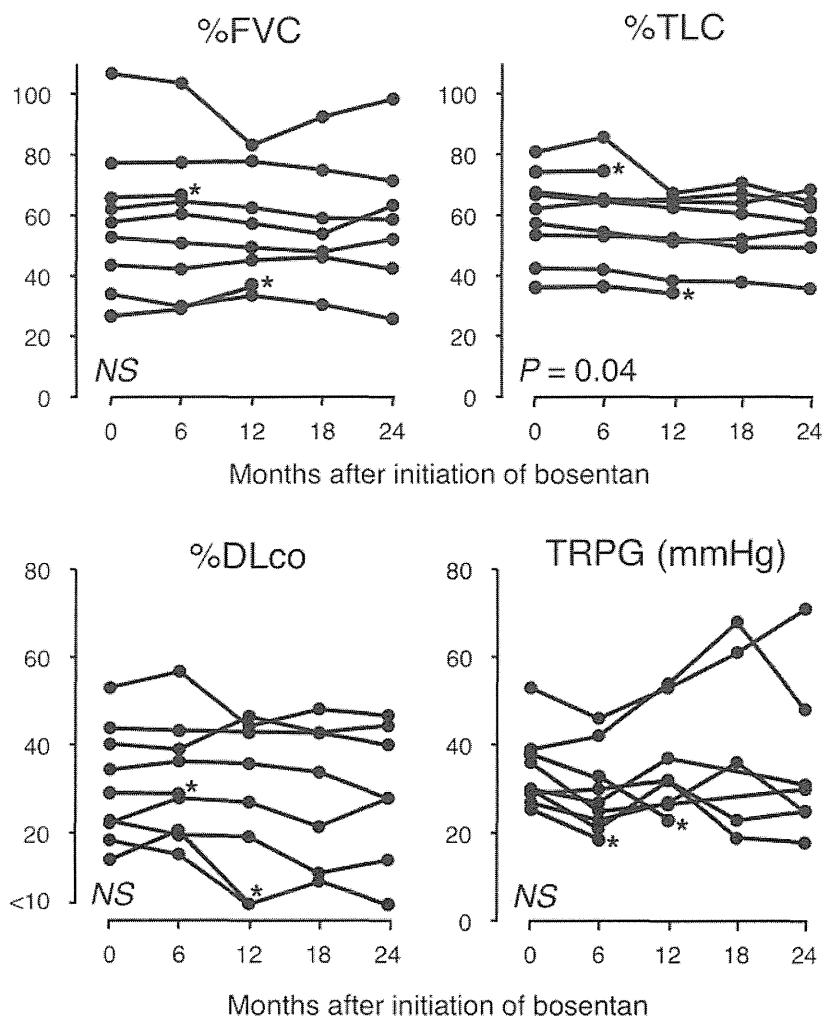 %FVC
%TLC
100
80
60
40
20
0
*
*
NS
0 6 12 18 24
100
80
60
40
20
0
*
*
P = 0.04
0 6 12 18 24
Months after initiation of bosentan
%DLco
TRPG (mmHg)
80
60
40
20
<10
*
*
NS
0 6 12 18 24
80
60
40
20
0
*
*
NS
0 6 12 18 24
Months after initiation of bosentan